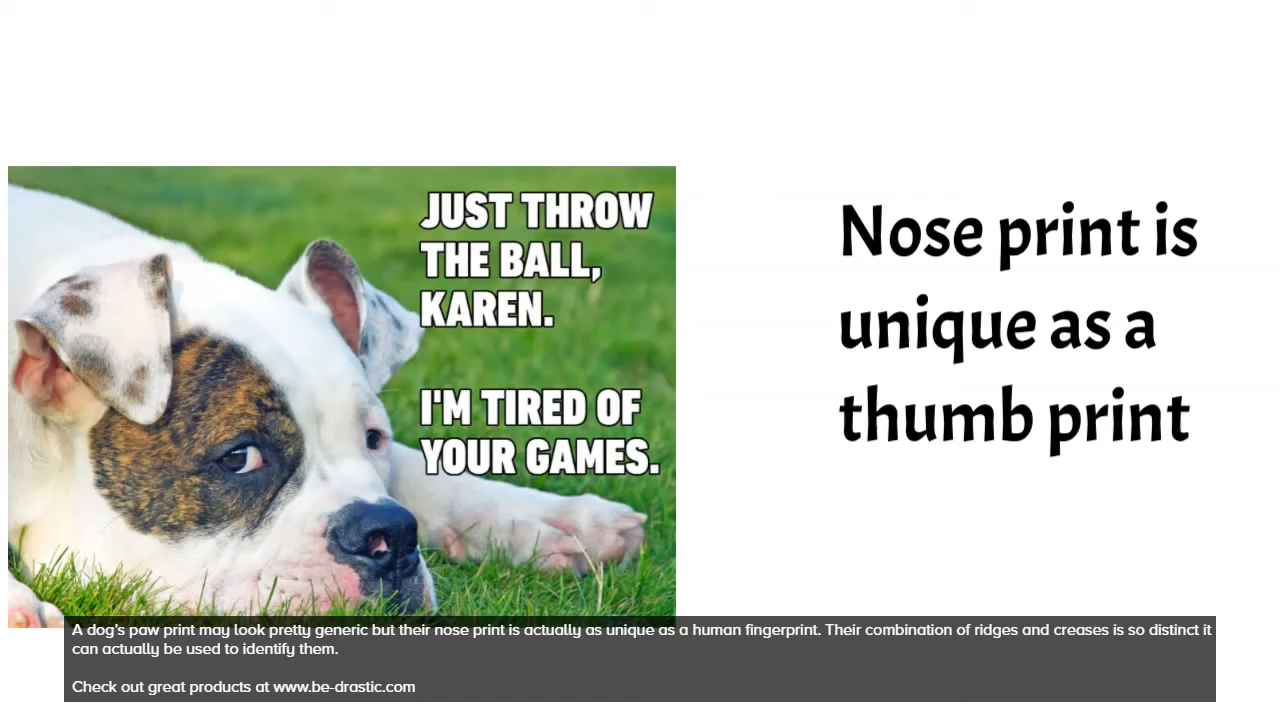 JUST THROW
THE BALL,
KAREN.
I'M TIRED OF
YOUR GAMES.
Nose print is
unique as a
thumb print
A dog's paw print may look pretty generic but their nose print is actually as unique as a human fingerprint. Their combination of ridges and creases is so distinct it
can actually be used to identify them.
Check out great products at www.be-drastic.com